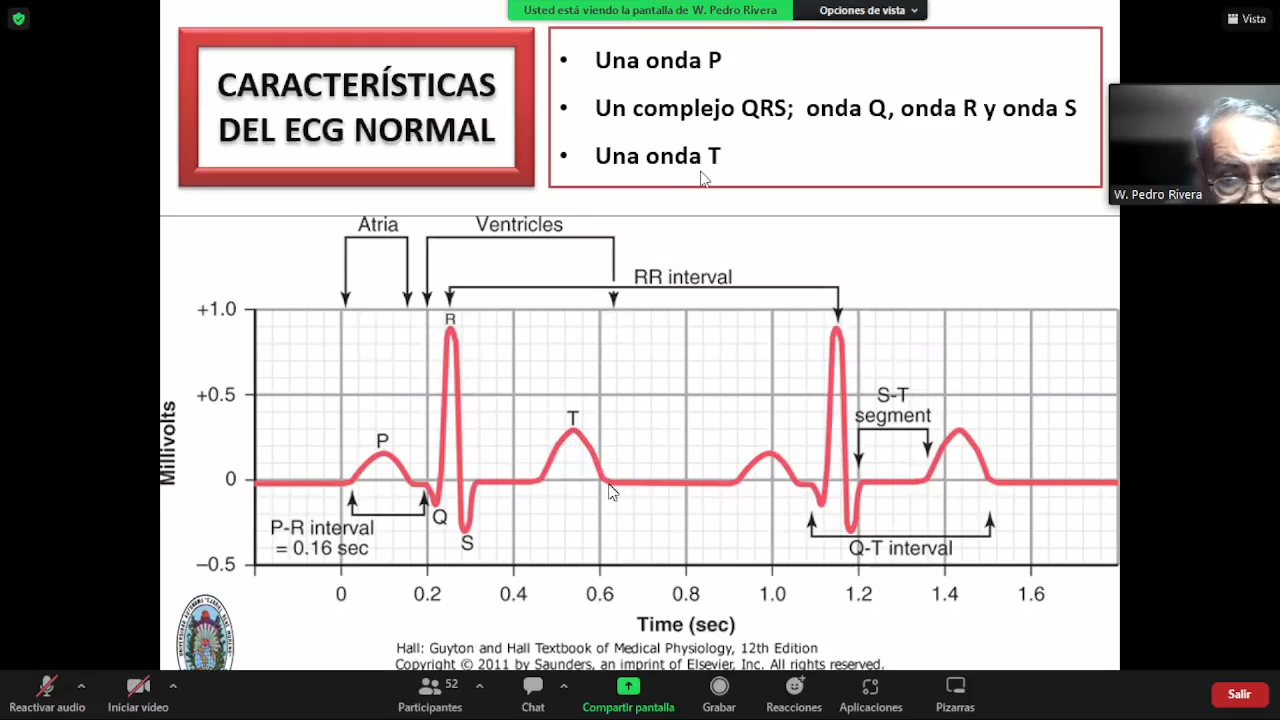 Usted está viendo la pantalla de W. Pedro Rivera
Opciones de vista
Vista
CARACTERÍSTICAS
DEL ECG NORMAL
• Una onda P
• Un complejo QRS; onda Q, onda R y onda S
• Una onda T
W. Pedro Rivera
Atria
Ventricles
RR interval
+1.0
R
+0.5
S-T
segment
T
P
Millivolts
0
Q
P-R interval
= 0.16 sec
S
Q-T interval
–0.5
0 0.2 0.4 0.6 0.8 1.0 1.2 1.4 1.6
Time (sec)
Hall: Guyton and Hall Textbook of Medical Physiology, 12th Edition
Copyright © 2011 by Saunders, an imprint of Elsevier, Inc. All rights reserved.
52
Reactivar audio
Iniciar vídeo
Participantes
Chat
Compartir pantalla
Grabar
Reacciones
Aplicaciones
Pizarras
Salir